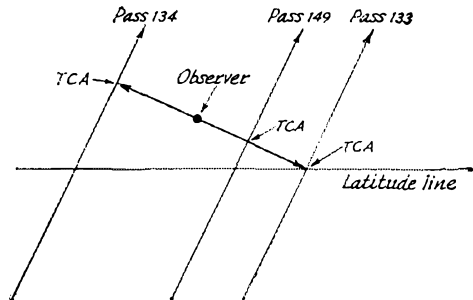 Pass 134
Pass 149
Pass 133
TCA
Observer
TCA
TCA
Latitude line